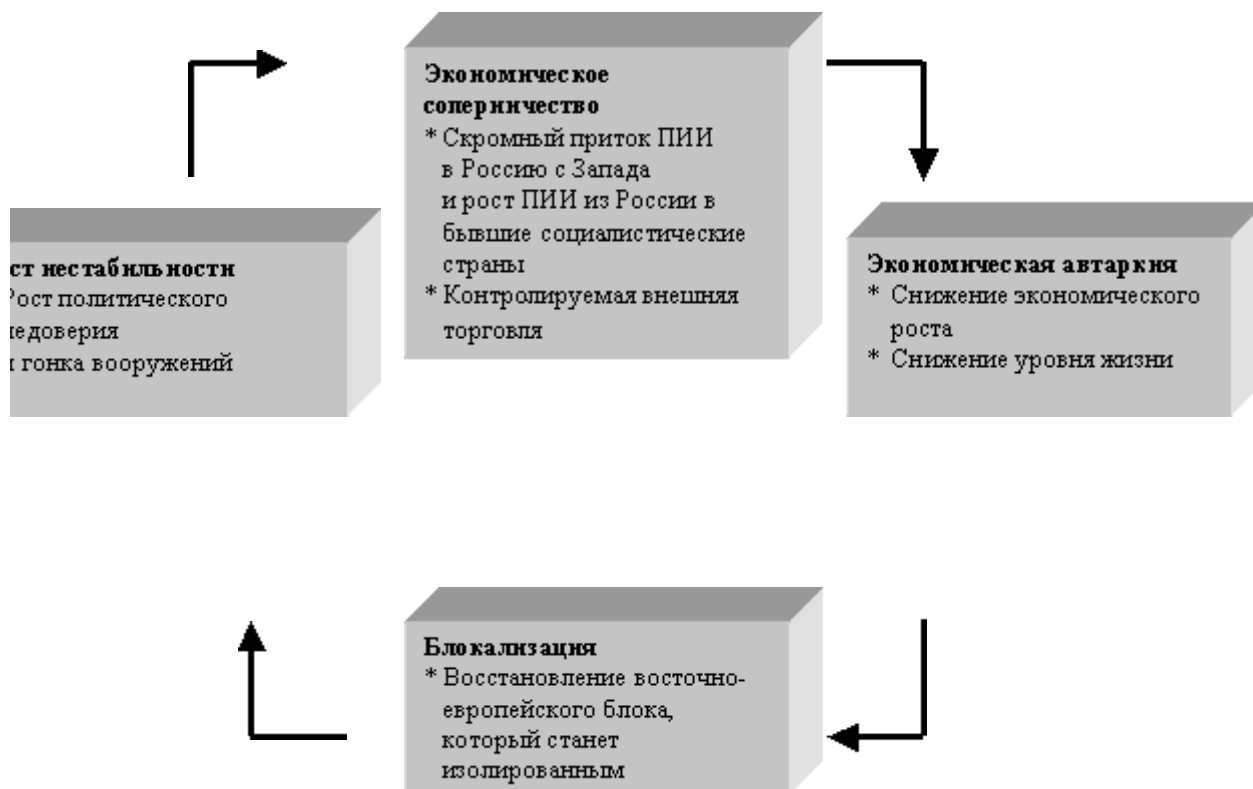 Экономическое
соперничество
* Скромный приток ПИИ
в Россию с Запада
и рост ПИИ из России в
бывшие социалистические
страны
* Контролируемая внешняя
торговля
ст нестабильности
Рост политического
недоверия
и гонка вооружений
Экономическая автаркия
* Снижение экономического
роста
* Снижение уровня жизни
Блокализация
* Восстановление восточно-
европейского блока,
который станет
изолированным